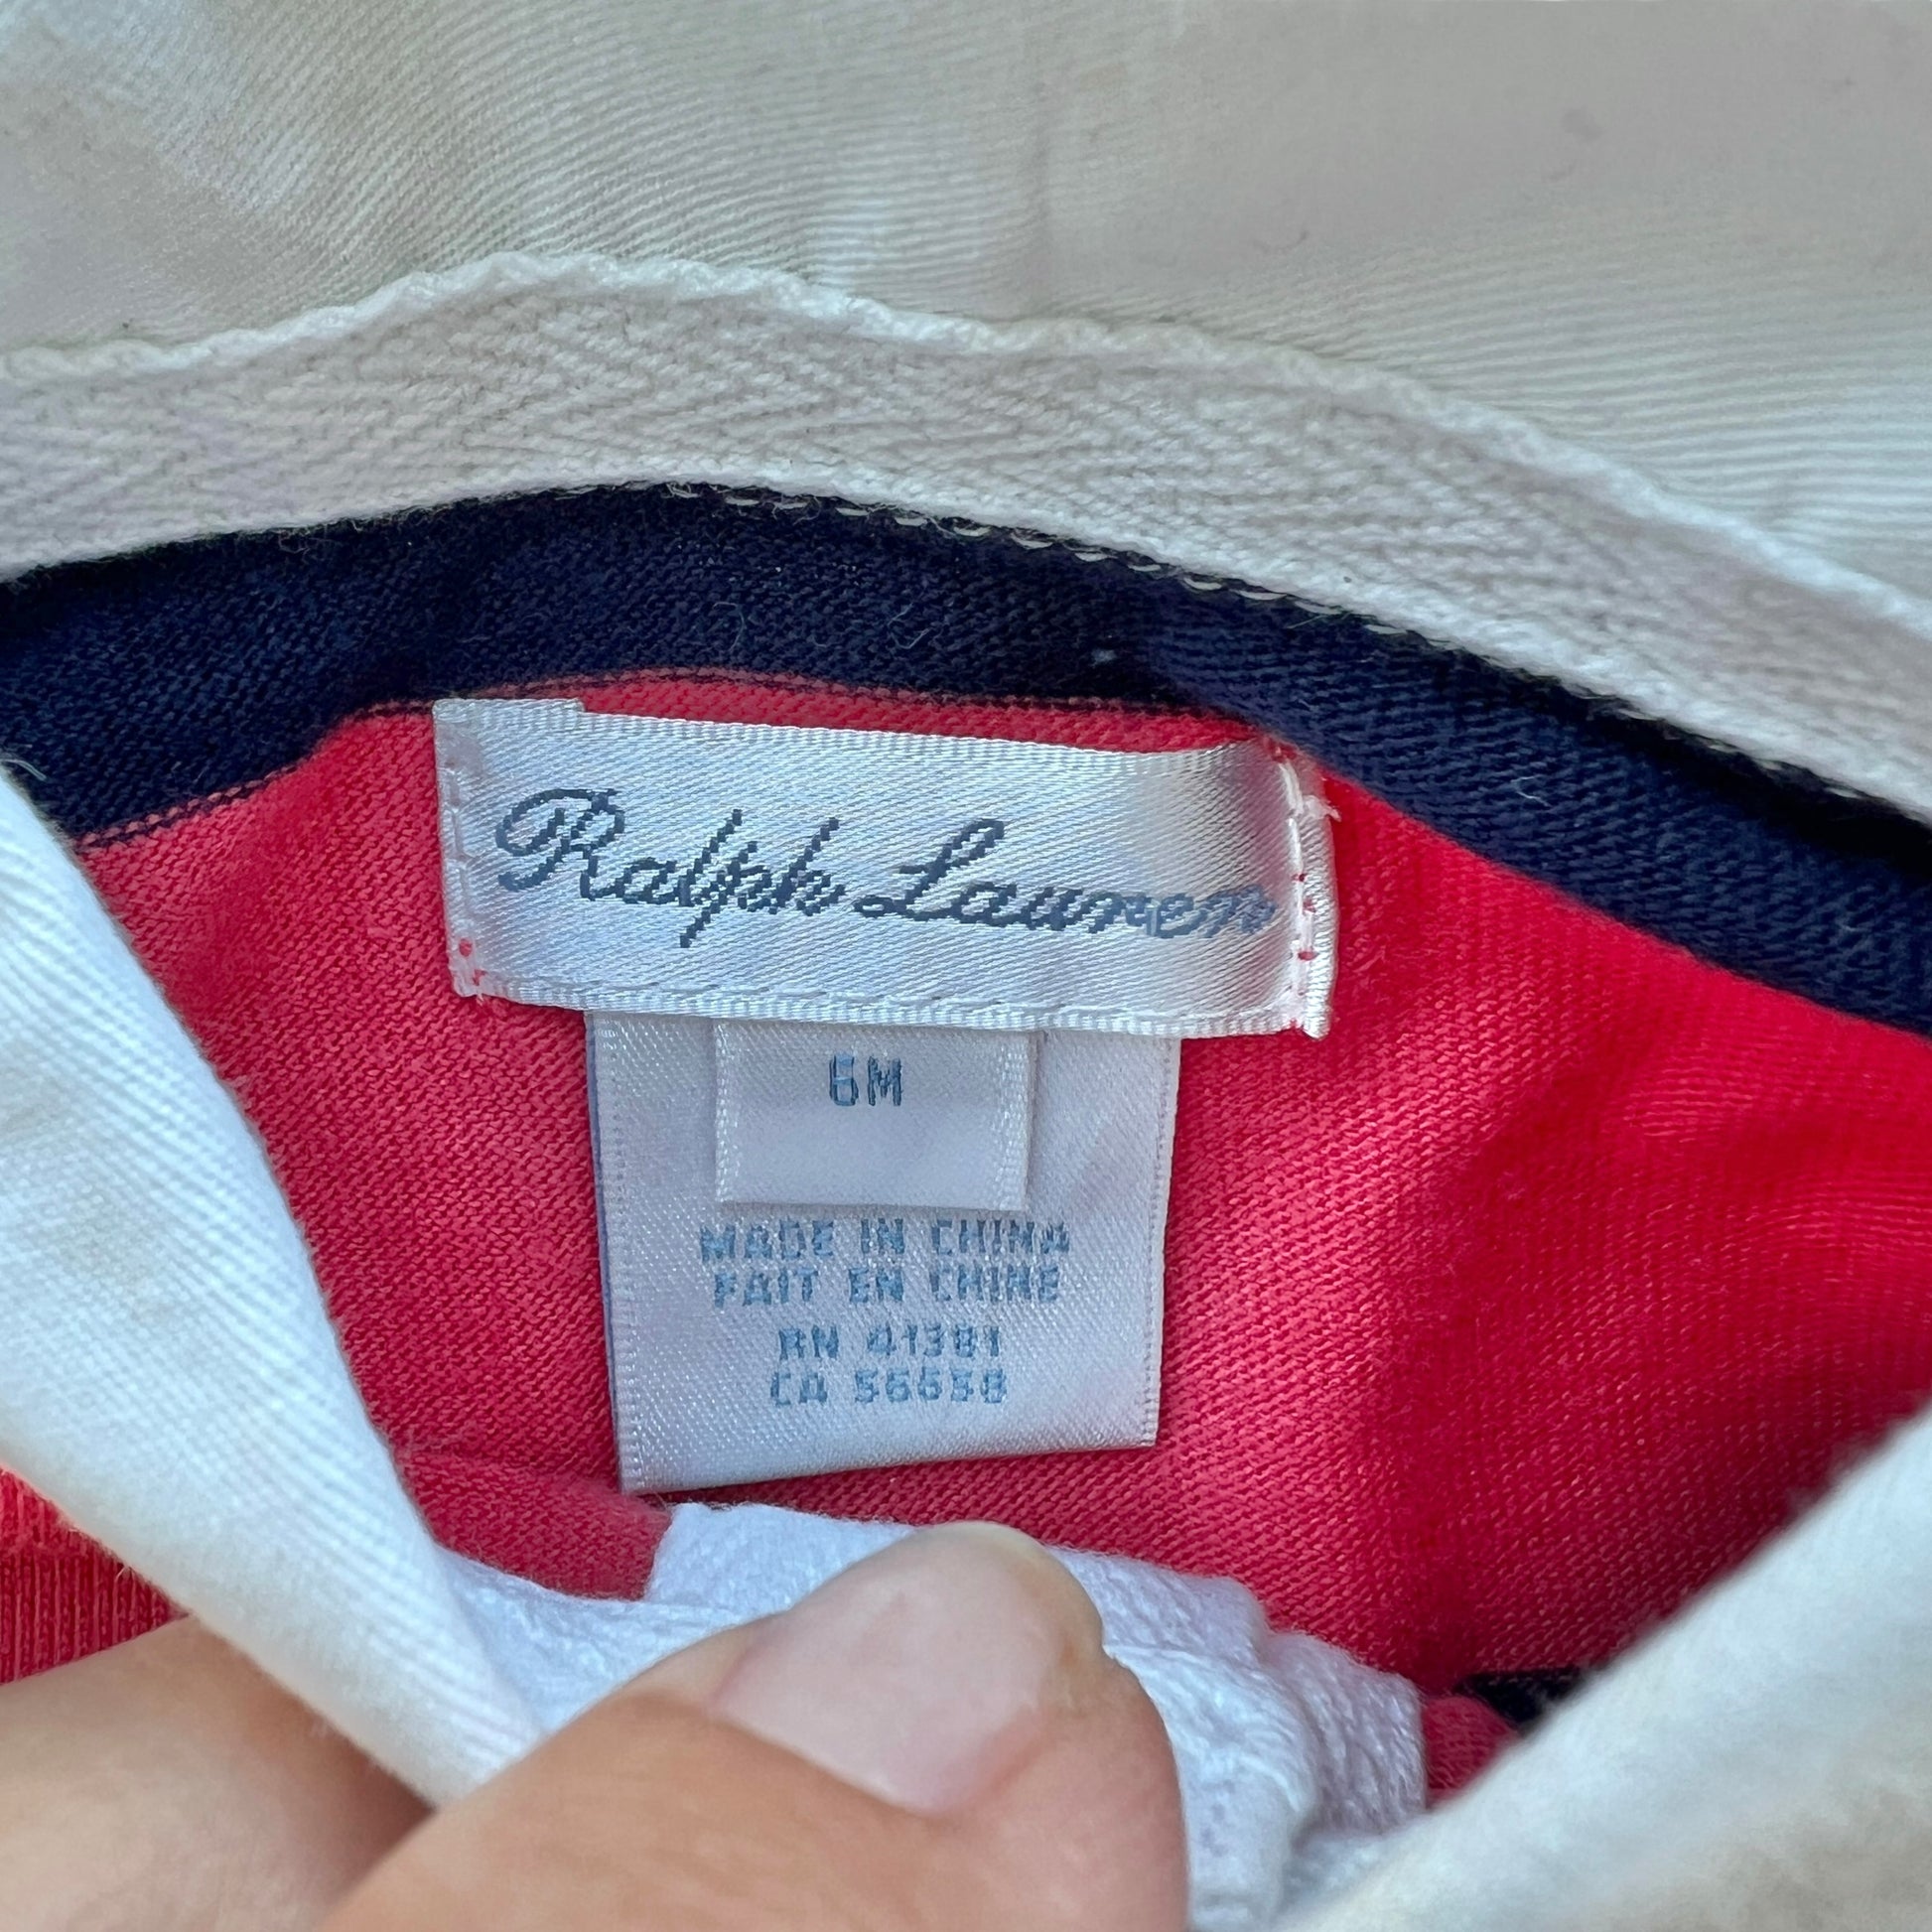 Ralph Lauren
6M
MADE IN CHINA
FAIT EN CHINE
RN 41381
CA 56658